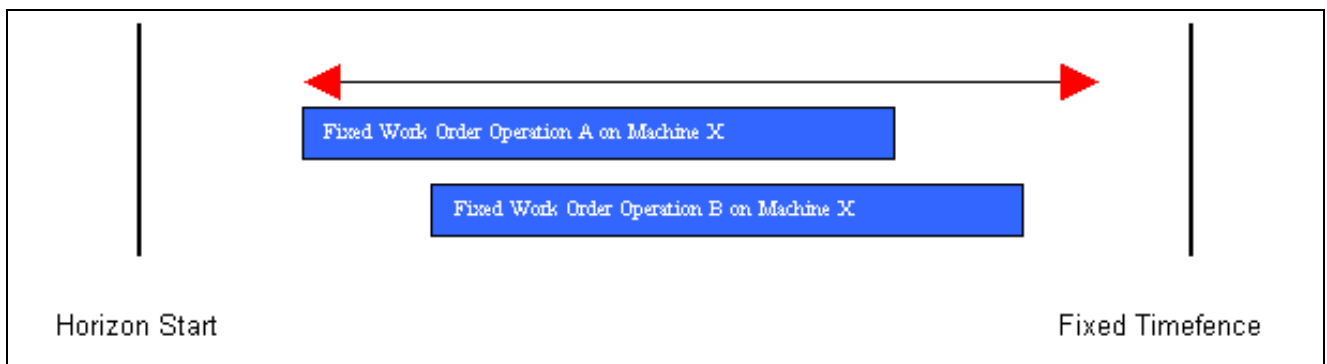 Fixed Work Order Operation A on Machine X
Fixed Work Order Operation B on Machine X
Horizon Start
Fixed Timefence